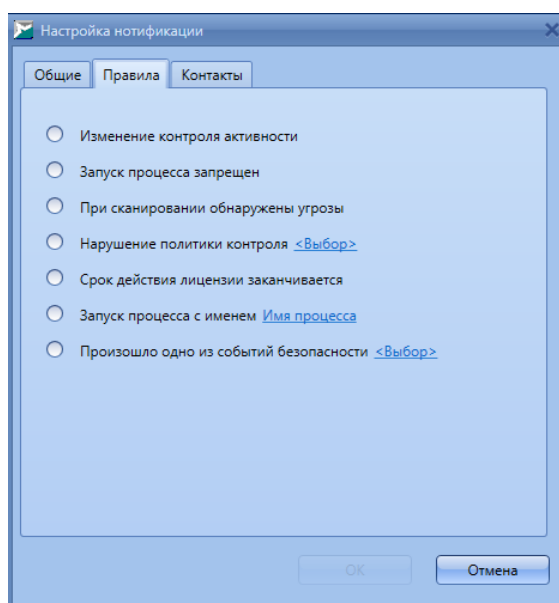 Настройка нотификации
Общие Правила Контакты
Изменение контроля активности
Запуск процесса запрещен
При сканировании обнаружены угрозы
Нарушение политики контроля <Выбор>
Срок действия лицензии заканчивается
Запуск процесса с именем Имя процесса
Произошло одно из событий безопасности <Выбор>
OK Отмена